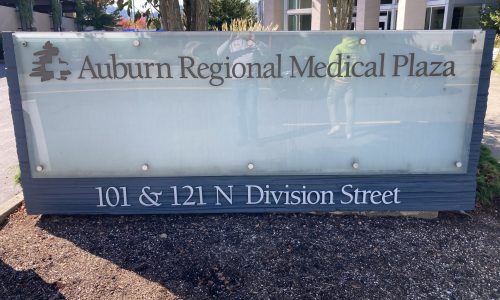 Auburn Regional Medical Plaza
101 & 121 N Division Street